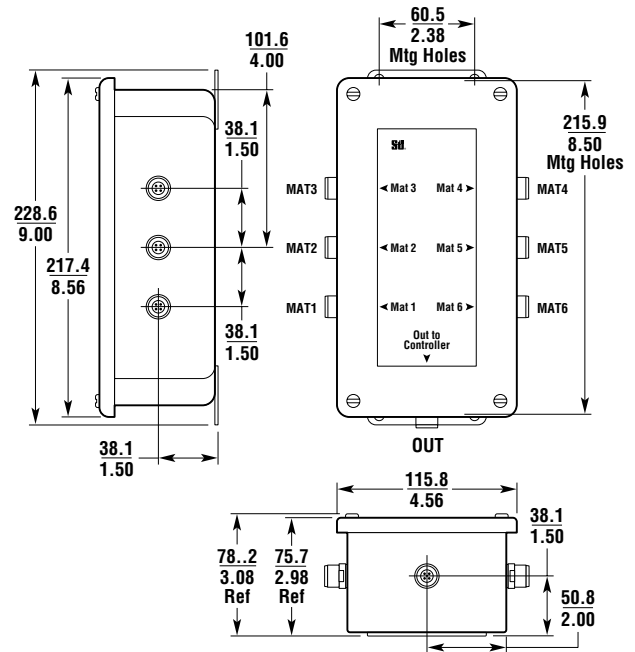 60.5
2.38
Mtg Holes
101.6
4.00
38.1
1.50
215.9
8.50
Mtg Holes
228.6
9.00
217.4
8.56
38.1
1.50
38.1
1.50
MAT3
MAT2
MAT1
Sti.
Mat 3 Mat 4
Mat 2 Mat 5
Mat 1 Mat 6
Out to
Controller
MAT4
MAT5
MAT6
OUT
115.8
4.56
78..2
3.08
Ref
75.7
2.98
Ref
38.1
1.50
50.8
2.00